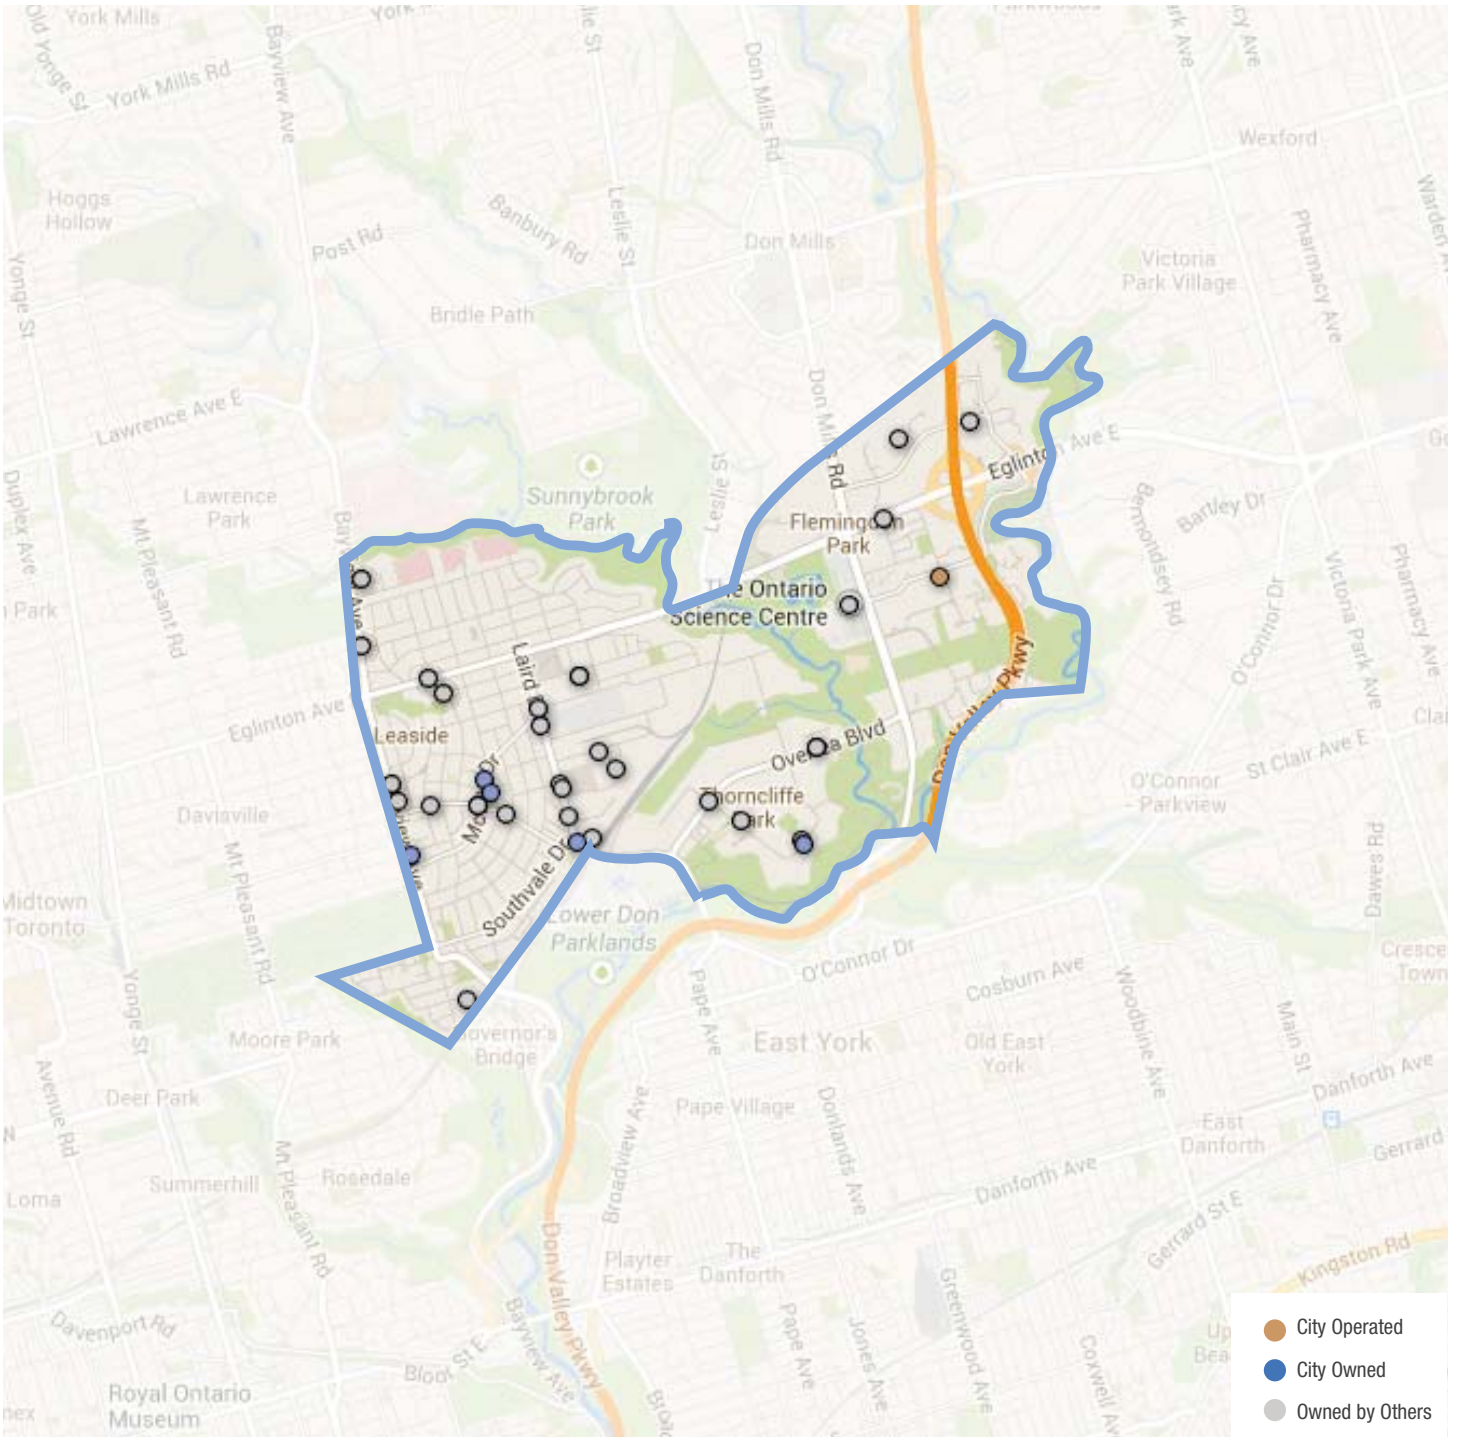 York Mills
Old Yonge St
York Mills Rd
Bayview Ave
Don Mills Rd
Wexford
Hoggs
Hollow
Post Rd
Banbury Rd
Leslie St
Don Mills
Victoria
Park Village
Pharmacy Ave
Yonge St
Bridle Path
Lawrence Ave E
Don Mills Rd
Eglinton Ave E
Duplex Ave
Lawrence
Park
Mt Pleasant Rd
Sunnybrook
Park
Leslie St
Flemingdon
Park
Bermondsey Rd
Bartley Dr
The Ontario
Science Centre
O'Connor Dr
Victoria Park Ave
Pharmacy Ave
Laird
Eglinton Ave
Leaside
Overlea Blvd
Don Valley Pkwy
St Clair Ave E
Davisville
Thorncliffe
Park
O'Connor
- Parkview
Mt Pleasant Rd
Southvale Dr
Dawes Rd
Midtown
Toronto
Lower Don
Parklands
O'Connor Dr
Cosburn Ave
Yonge St
Pape Ave
Woodbine Ave
Main St
Moore Park
Governor's
Bridge
East York
Old East
York
Avenue Rd
Deer Park
Broadview Ave
Pape Village
Donlands Ave
Danforth Ave
East
Danforth
Gerrard
Mt Pleasant Rd
Summerhill
Rosedale
Danforth Ave
Gerrard St E
Loma
Don Valley Pkwy
Playter
Estates
The
Danforth
Kingston Rd
Davenport Rd
Bayview Ave
Pape Ave
Jones Ave
Greenwood Ave
Coxwell Av
Bloor St E
Royal Ontario
Museum
City Operated
City Owned
Owned by Others